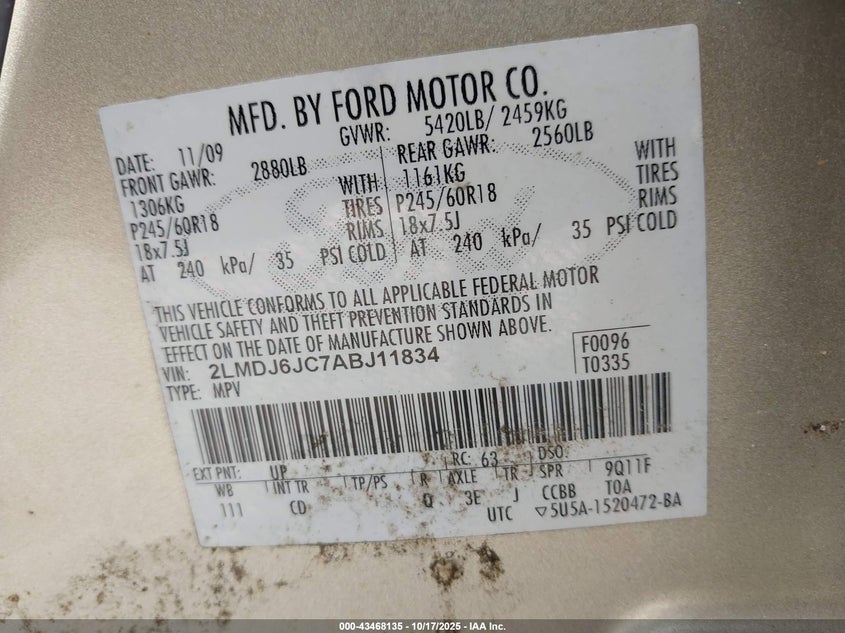 MFD. BY FORD MOTOR CO.
DATE: 11/09 GVWR: 5420LB/ 2459KG
FRONT GAWR: 2880LB REAR GAWR: 2560LB
1306KG WITH 1161KG WITH
P245/60R18 TIRES P245/60R18 TIRES
18x7.5J RIMS 18x7.5J RIMS
AT 240 kPa/ 35 PSI COLD AT 240 kPa/ 35 PSI COLD
THIS VEHICLE CONFORMS TO ALL APPLICABLE FEDERAL MOTOR
VEHICLE SAFETY AND THEFT PREVENTION STANDARDS IN
EFFECT ON THE DATE OF MANUFACTURE SHOWN ABOVE.
VIN: 2LMDJ6JC7ABJ11834 F0096
TYPE: MPV T0335
EXT PNT: UP RC: 63 DSO:
WB INT TR TP/PS R AXLE TR SPR 9Q11F
111 CD Q 3E J CCBB TOA
UTC ▽5U5A-1520472-BA
000-43468135 - 10/17/2025 - IAA Inc.